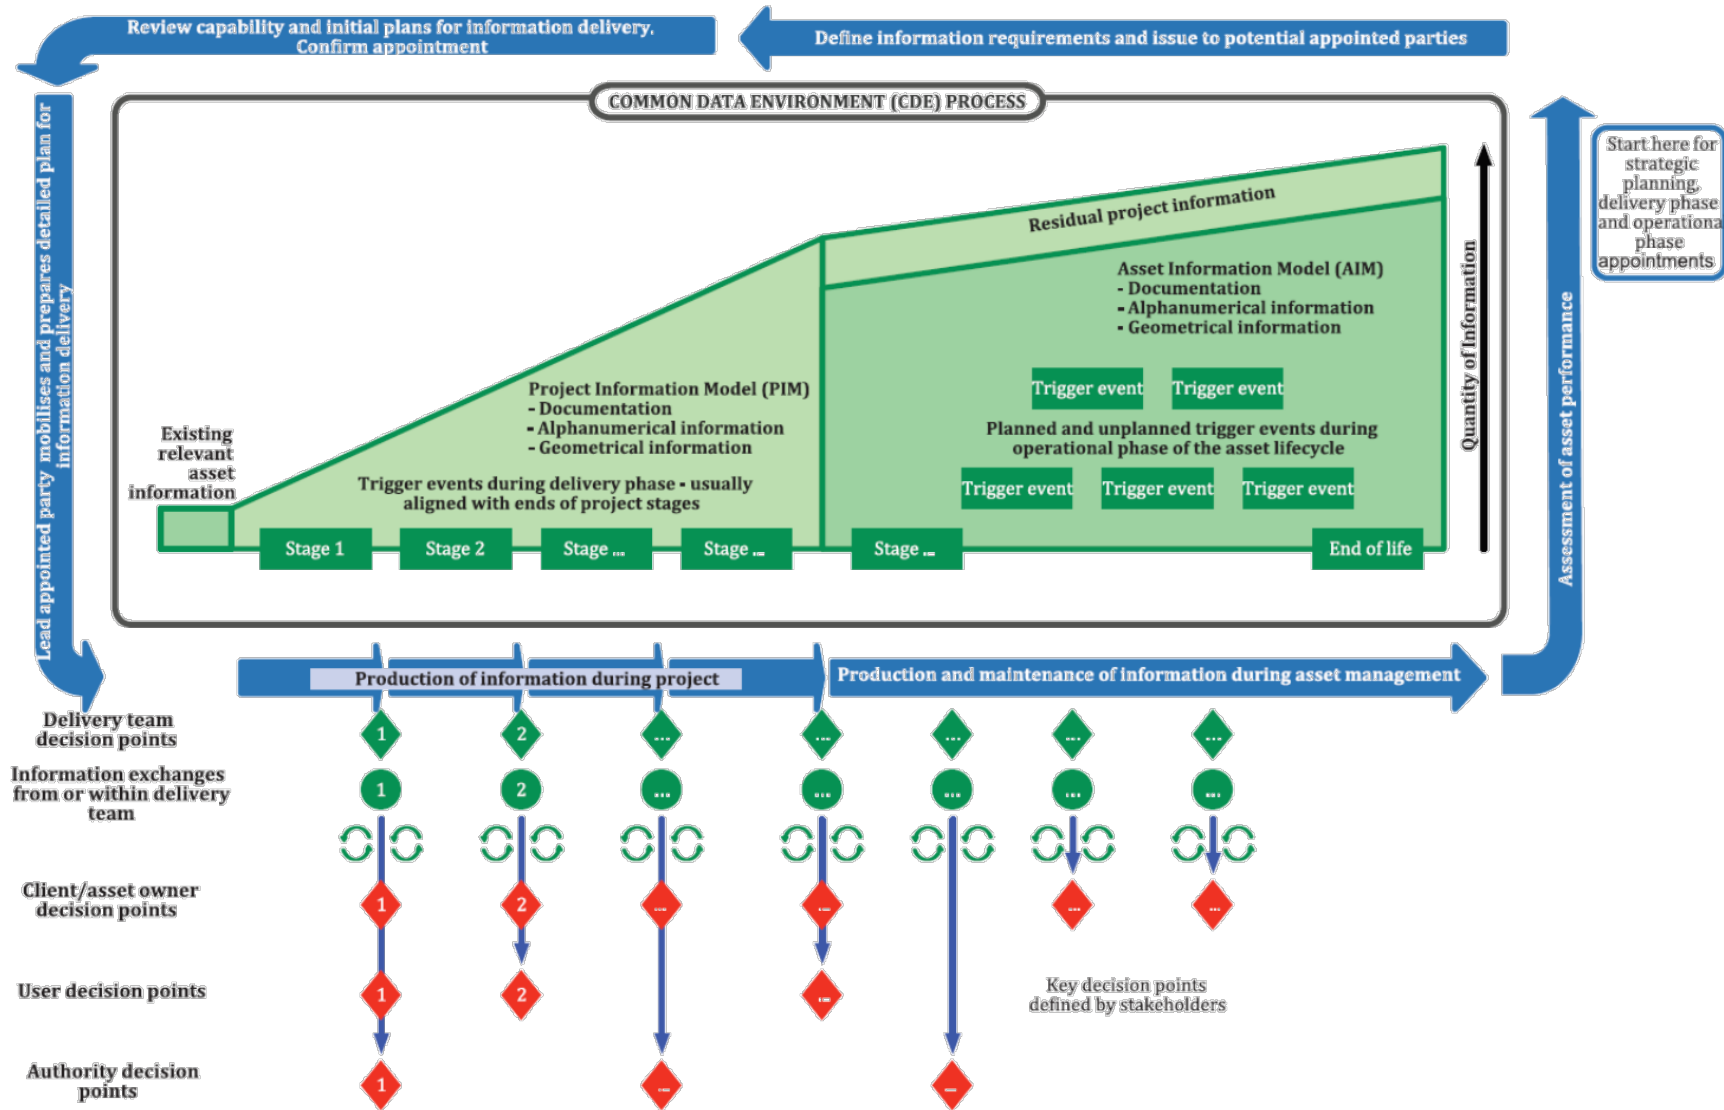 Review capability and initial plans for information delivery.
Confirm appointment
Define information requirements and issue to potential appointed parties
COMMON DATA ENVIRONMENT (CDE) PROCESS
Start here for
strategic
planning,
delivery phase
and operationa
phase
appointments
Lead appointed party mobilises and prepares detailed plan for
information delivery
Residual project information
Asset Information Model (AIM)
- Documentation
- Alphanumerical information
- Geometrical information
Quantity of Information
Assessment of asset performance
Project Information Model (PIM)
- Documentation
- Alphanumerical information
- Geometrical information
Trigger event
Trigger event
Planned and unplanned trigger events during
operational phase of the asset lifecycle
Trigger event
Trigger event
Trigger event
Existing
relevant
asset
information
Trigger events during delivery phase - usually
aligned with ends of project stages
Stage 1
Stage 2
Stage ...
Stage ...
Stage ...
End of life
Production of information during project
Production and maintenance of information during asset management
Delivery team
decision points
1
2
...
...
...
...
...
Information exchanges
from or within delivery
team
1
2
...
...
...
...
...
Client/asset owner
decision points
1
2
...
...
...
...
User decision points
1
2
...
Key decision points
defined by stakeholders
Authority decision
points
1
...
...